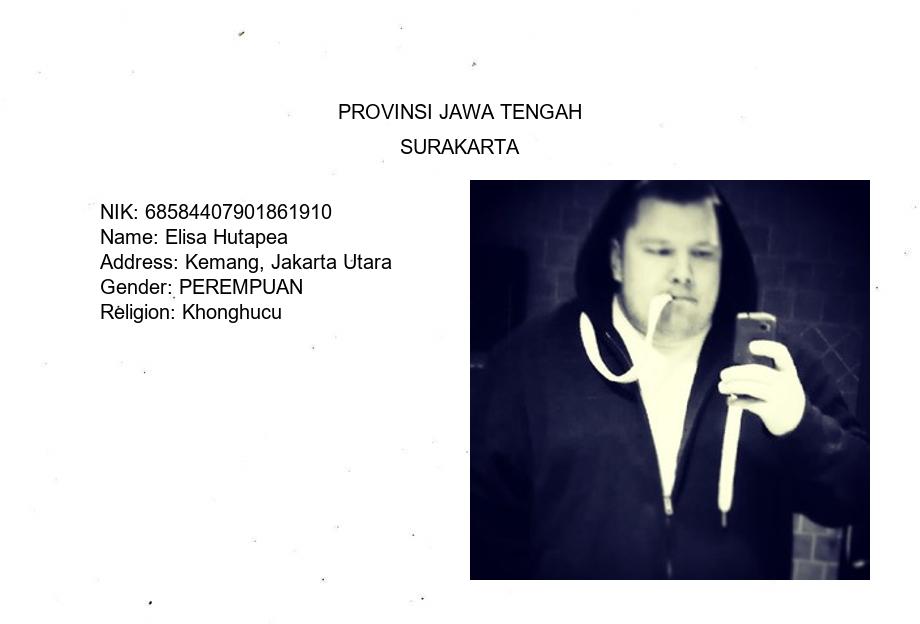 PROVINSI JAWA TENGAH
SURAKARTA
NIK: 68584407901861910
Name: Elisa Hutapea
Address: Kemang, Jakarta Utara
Gender: PEREMPUAN
Religion: Khonghucu